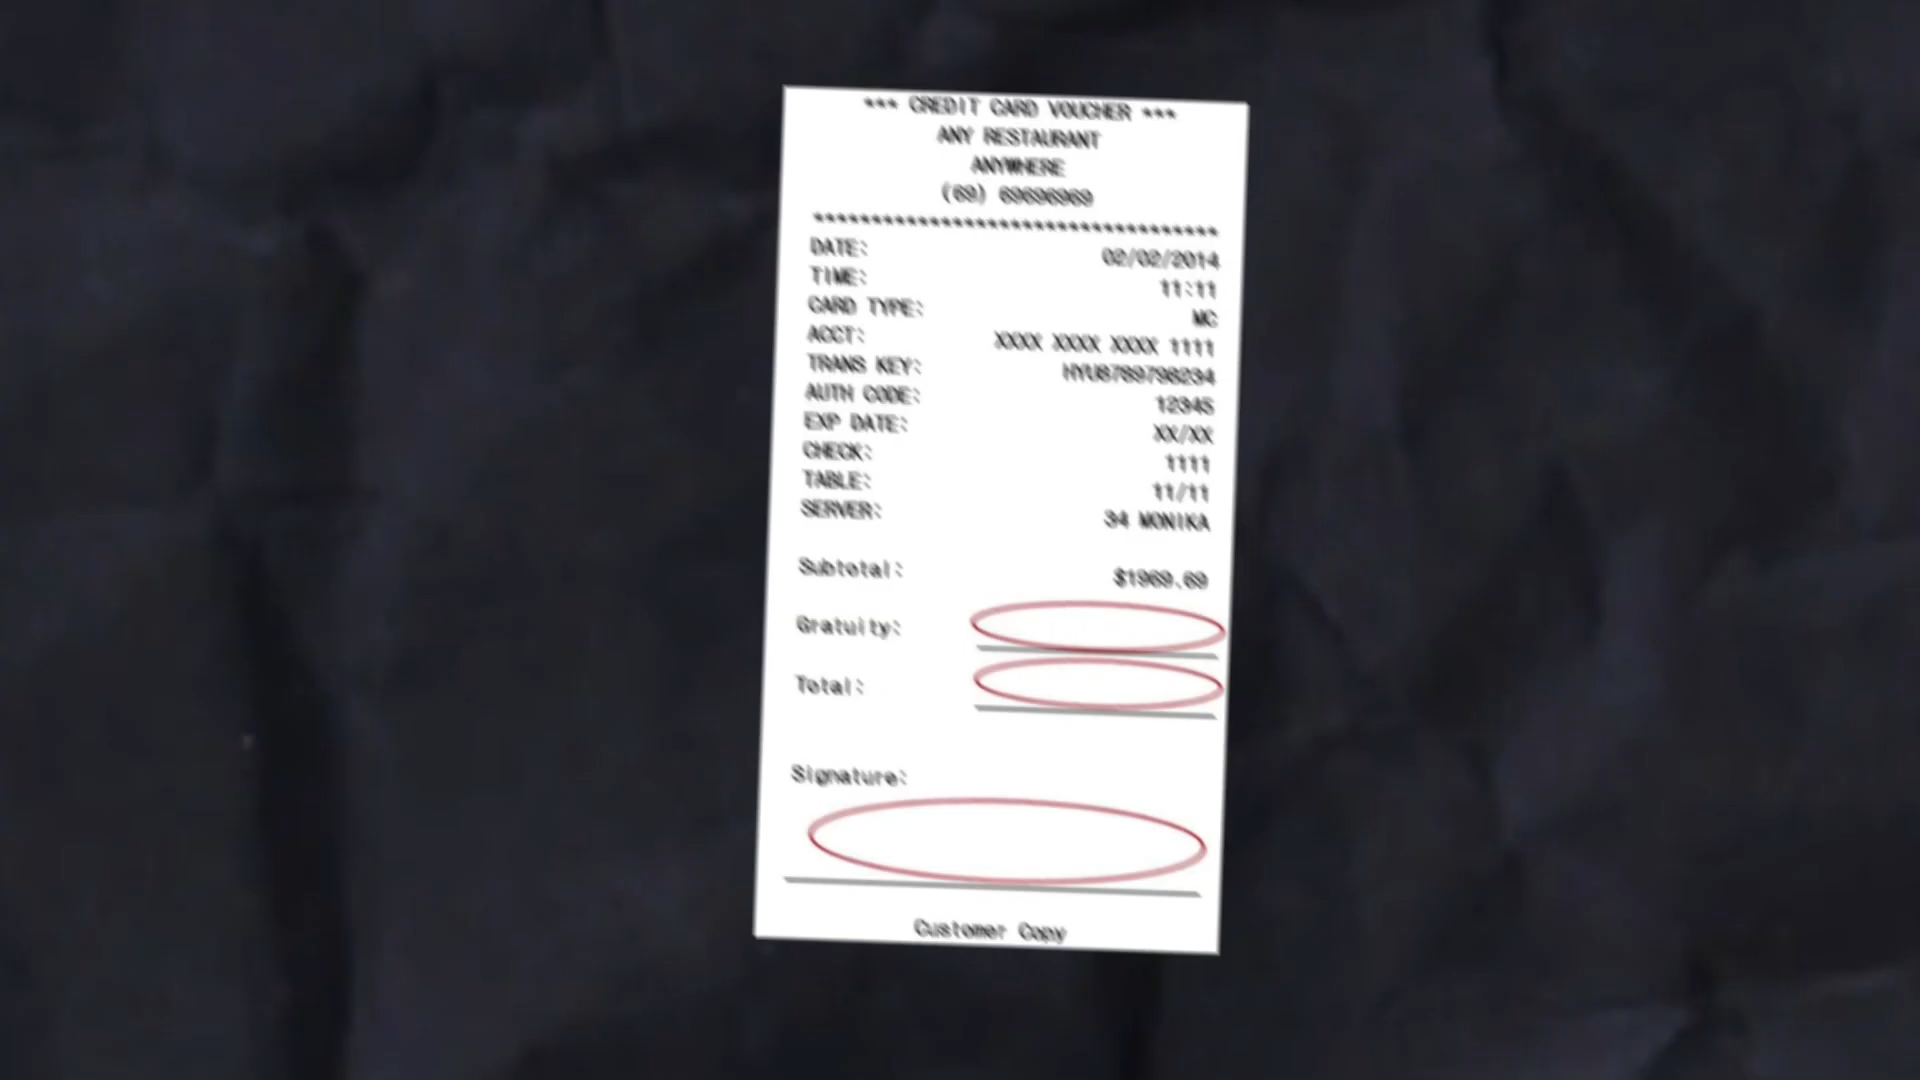 *** CREDIT CARD VOUCHER ***
ANY RESTAURANT
ANYWHERE
(69) 69696969
***********************************
DATE: 02/02/2014
TIME: 11:11
CARD TYPE: MC
ACCT: XXXX XXXX XXXX 1111
TRANS KEY: HYU8789798234
AUTH CODE: 12345
EXP DATE: XX/XX
CHECK: 1111
TABLE: 11/11
SERVER: 34 MONIKA
Subtotal: $1969.69
Gratuity:
Total:
Signature:
Customer Copy